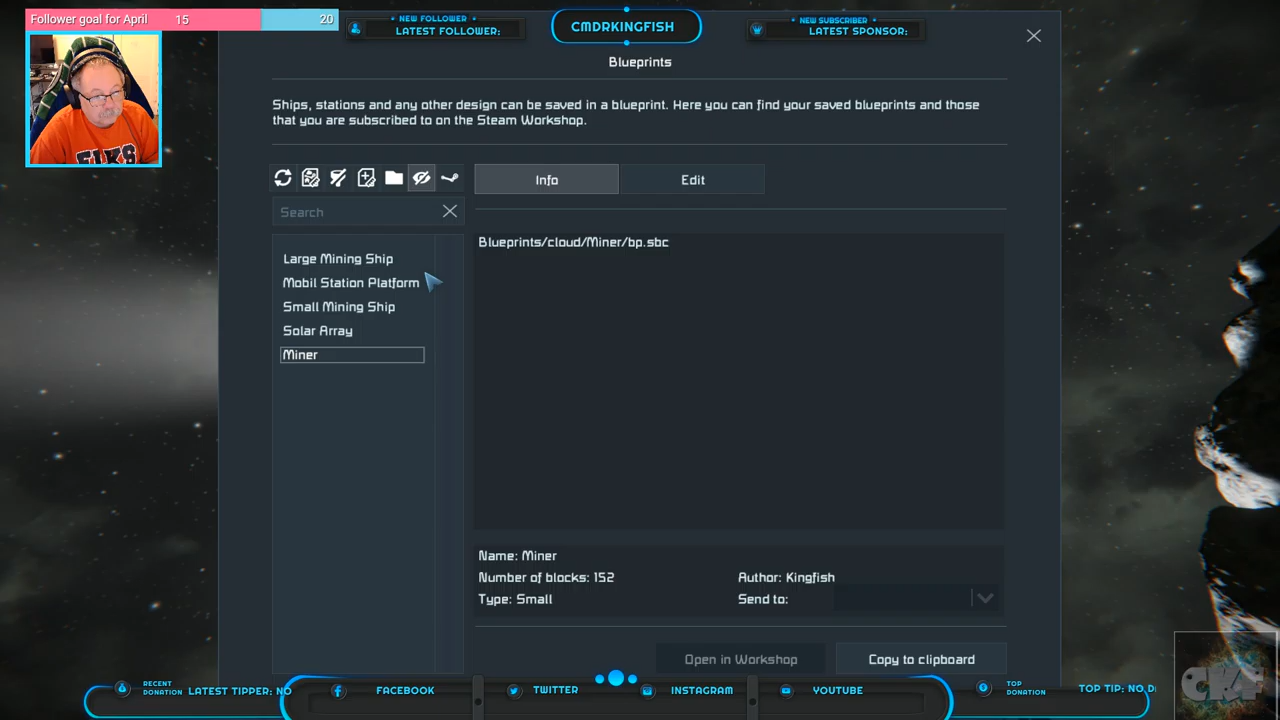 Follower goal for April 15 20
NEW FOLLOWER
LATEST FOLLOWER:
CMDRKINGFISH
NEW SUBSCRIBER
LATEST SPONSOR:
Blueprints
Ships, stations and any other design can be saved in a blueprint. Here you can find your saved blueprints and those
that you are subscribed to on the Steam Workshop.
Info Edit
Search
Blueprints/cloud/Miner/bp.sbc
Large Mining Ship
Mobil Station Platform
Small Mining Ship
Solar Array
Miner
ELKS
Name: Miner
Number of blocks: 152 Author: Kingfish
Type: Small Send to:
Open in Workshop Copy to clipboard
RECENT
DONATION
LATEST TIPPER: NO
FACEBOOK
TWITTER
INSTAGRAM
YOUTUBE
TOP
DONATION
TOP TIP: NO D
CKF